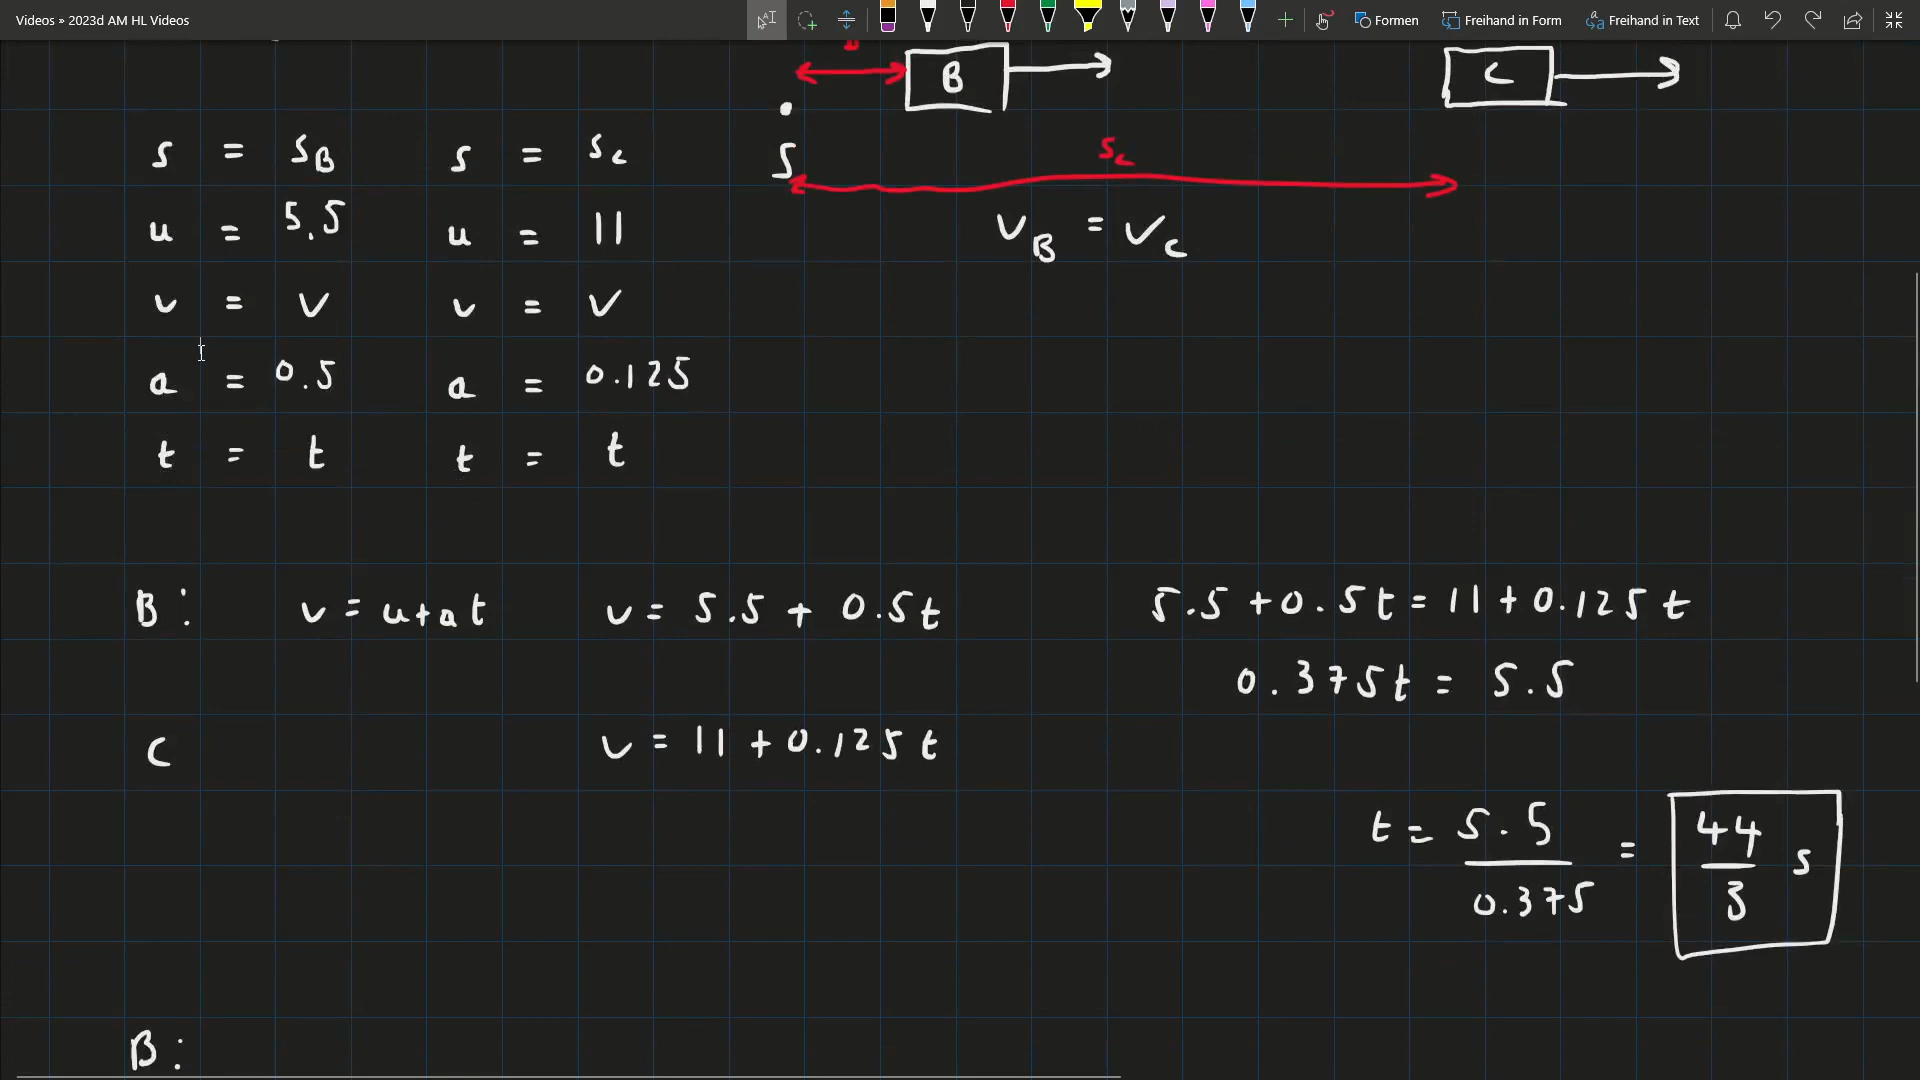 Videos » 2023d AM HL Videos
Formen
Freihand in Form
Freihand in Text
B
C
S
s_c
v_B = v_c
s = s_B
s = s_c
u = 5.5
u = 11
v = v
v = v
a = 0.5
a = 0.125
t = t
t = t
B: v = u+at v = 5.5 + 0.5t
5.5 + 0.5t = 11 + 0.125t
0.375t = 5.5
C v = 11 + 0.125t
t = 5.5/0.375 = 44/3 s
B: